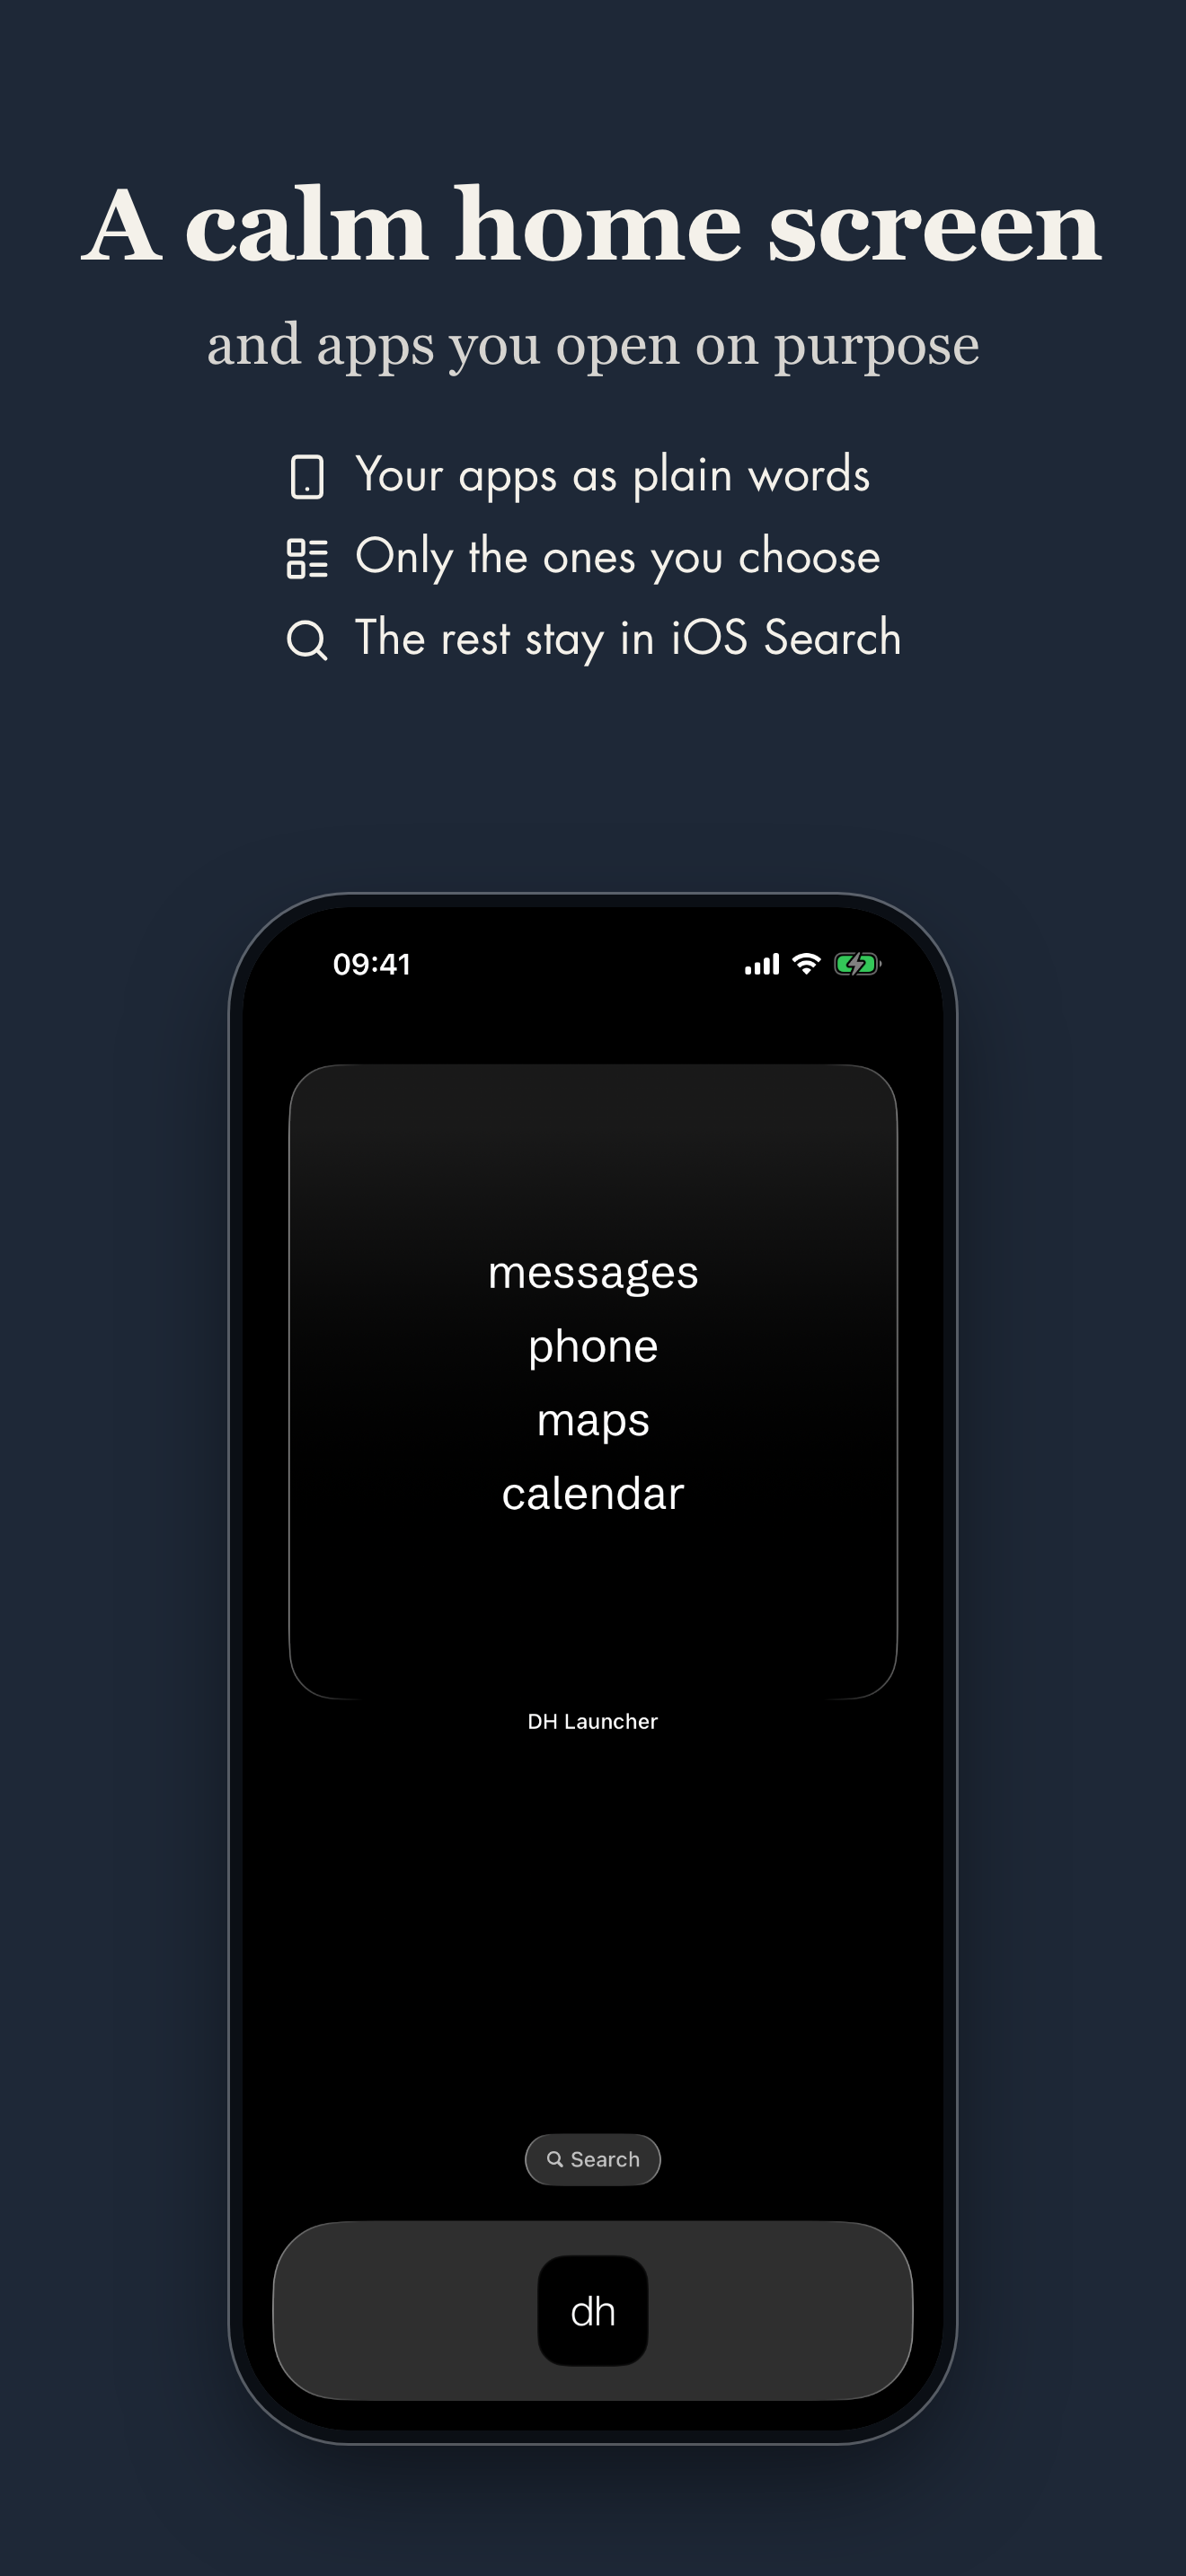 A calm home screen
and apps you open on purpose
Your apps as plain words
Only the ones you choose
The rest stay in iOS Search
09:41
messages
phone
maps
calendar
DH Launcher
Search
dh